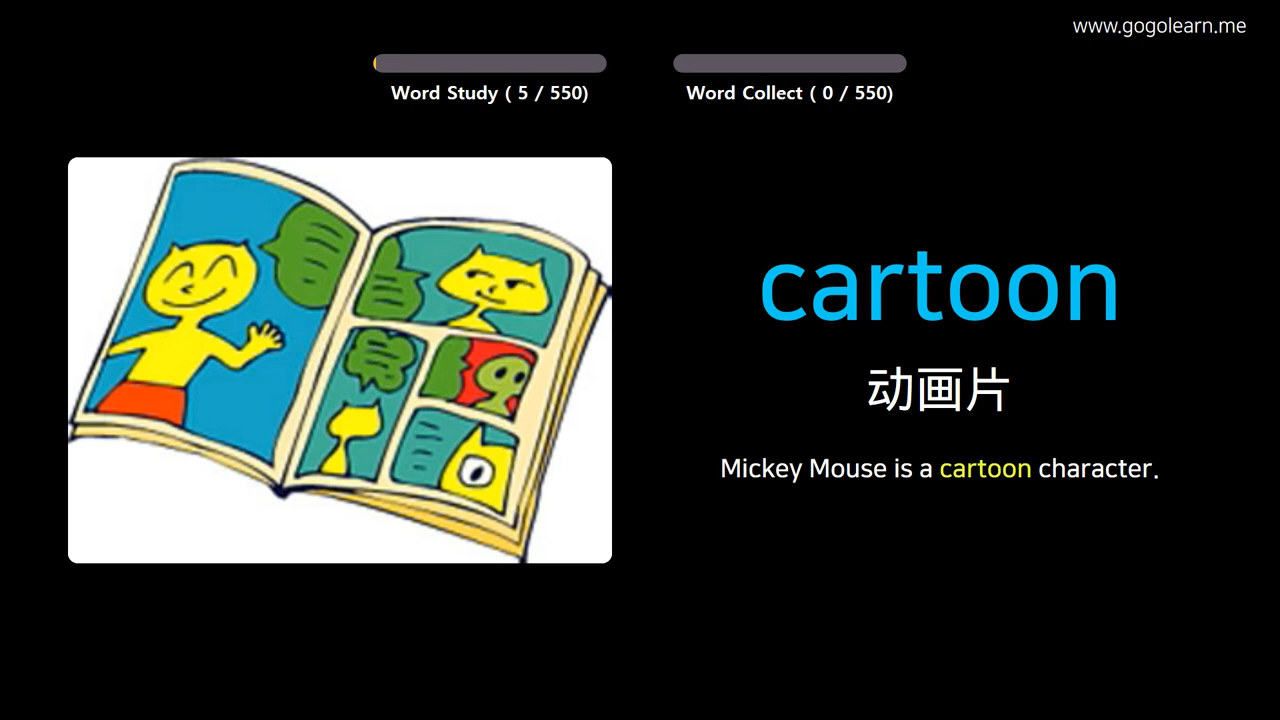 www.gogolearn.me
Word Study ( 5 / 550)
Word Collect ( 0 / 550)
cartoon
动画片
Mickey Mouse is a cartoon character.